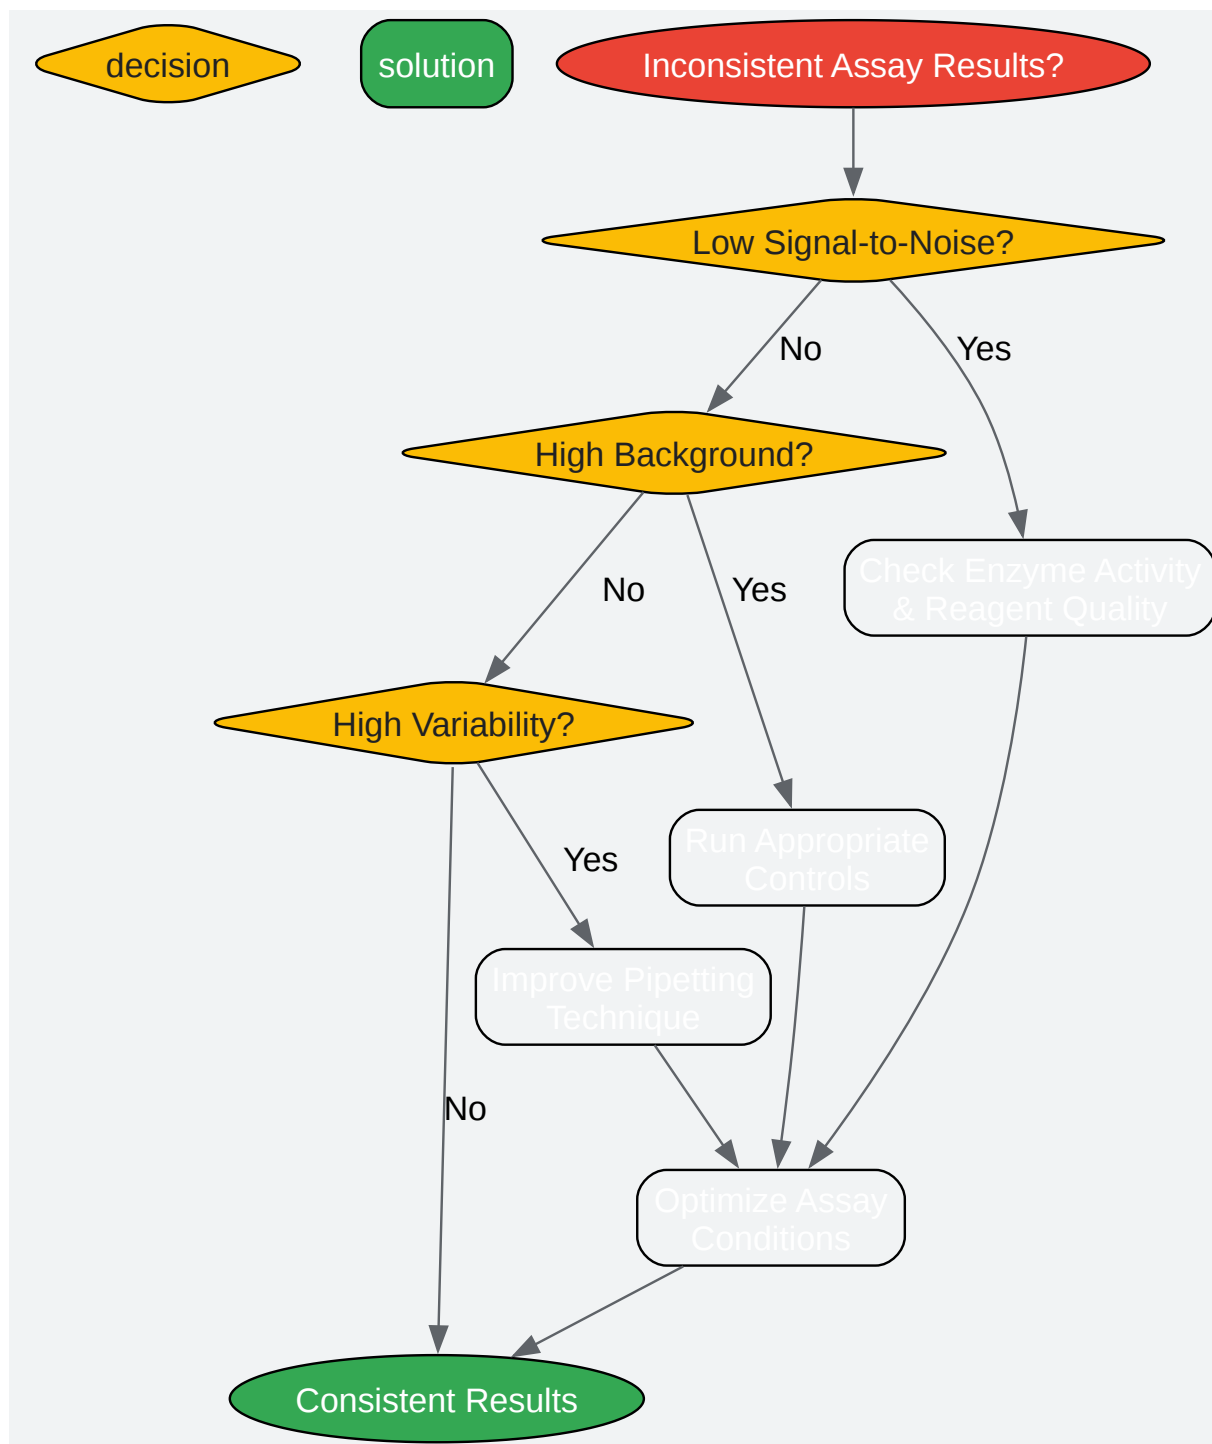 decision
solution
Inconsistent Assay Results?
Low Signal-to-Noise?
No
Yes
High Background?
Check Enzyme Activity
& Reagent Quality
No
Yes
High Variability?
Run Appropriate
Controls
Yes
Improve Pipetting
Technique
No
Optimize Assay
Conditions
Consistent Results